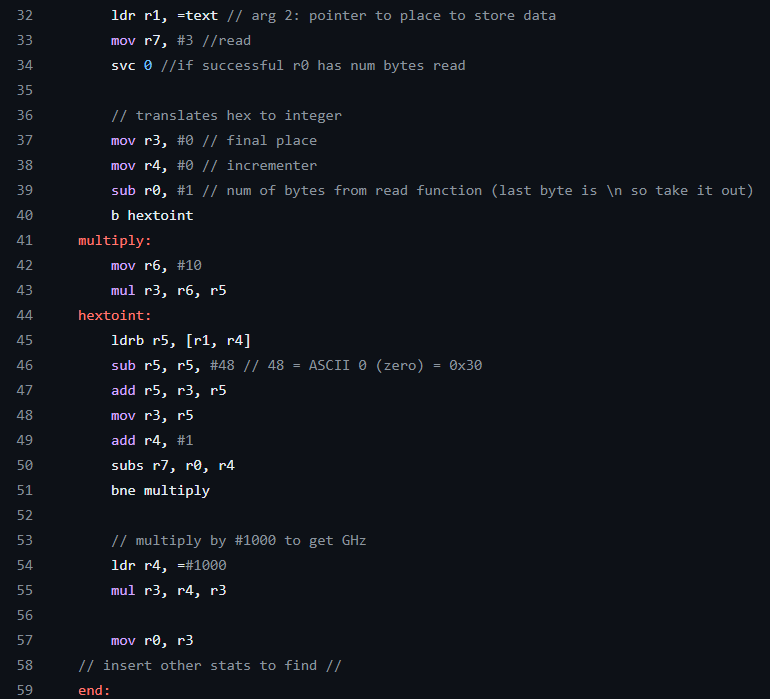 32 ldr r1, =text // arg 2: pointer to place to store data
33 mov r7, #3 //read
34 svc 0 //if successful r0 has num bytes read
35
36 // translates hex to integer
37 mov r3, #0 // final place
38 mov r4, #0 // incrementer
39 sub r0, #1 // num of bytes from read function (last byte is \n so take it out)
40 b hextoint
41 multiply:
42 mov r6, #10
43 mul r3, r6, r5
44 hextoint:
45 ldrb r5, [r1, r4]
46 sub r5, r5, #48 // 48 = ASCII 0 (zero) = 0x30
47 add r5, r3, r5
48 mov r3, r5
49 add r4, #1
50 subs r7, r0, r4
51 bne multiply
52
53 // multiply by #1000 to get GHz
54 ldr r4, =#1000
55 mul r3, r4, r3
56
57 mov r0, r3
58 // insert other stats to find //
59 end: